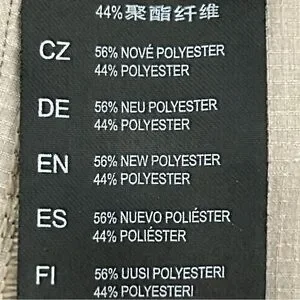 44%聚酯纤维
CZ 56% NOVÉ POLYESTER
44% POLYESTER
DE 56% NEU POLYESTER
44% POLYESTER
EN 56% NEW POLYESTER
44% POLYESTER
ES 56% NUEVO POLIÉSTER
44% POLIÉSTER
FI 56% UUSI POLYESTERI
44% POLYESTERI